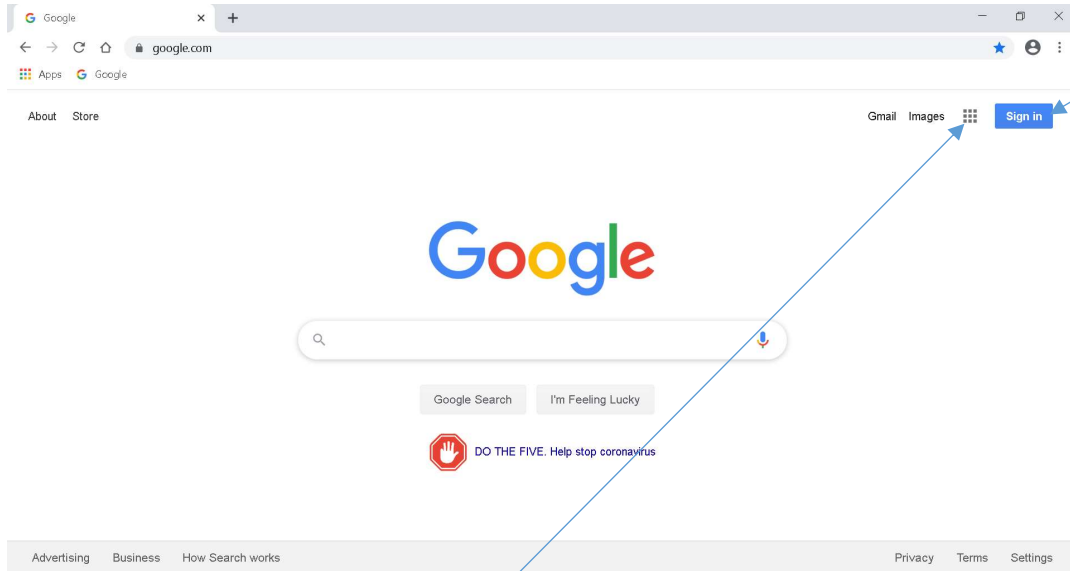 Google
google.com
Apps Google
About Store
Gmail Images Sign in
Google
Google Search I'm Feeling Lucky
DO THE FIVE. Help stop coronavirus
Advertising Business How Search works
Privacy Terms Settings